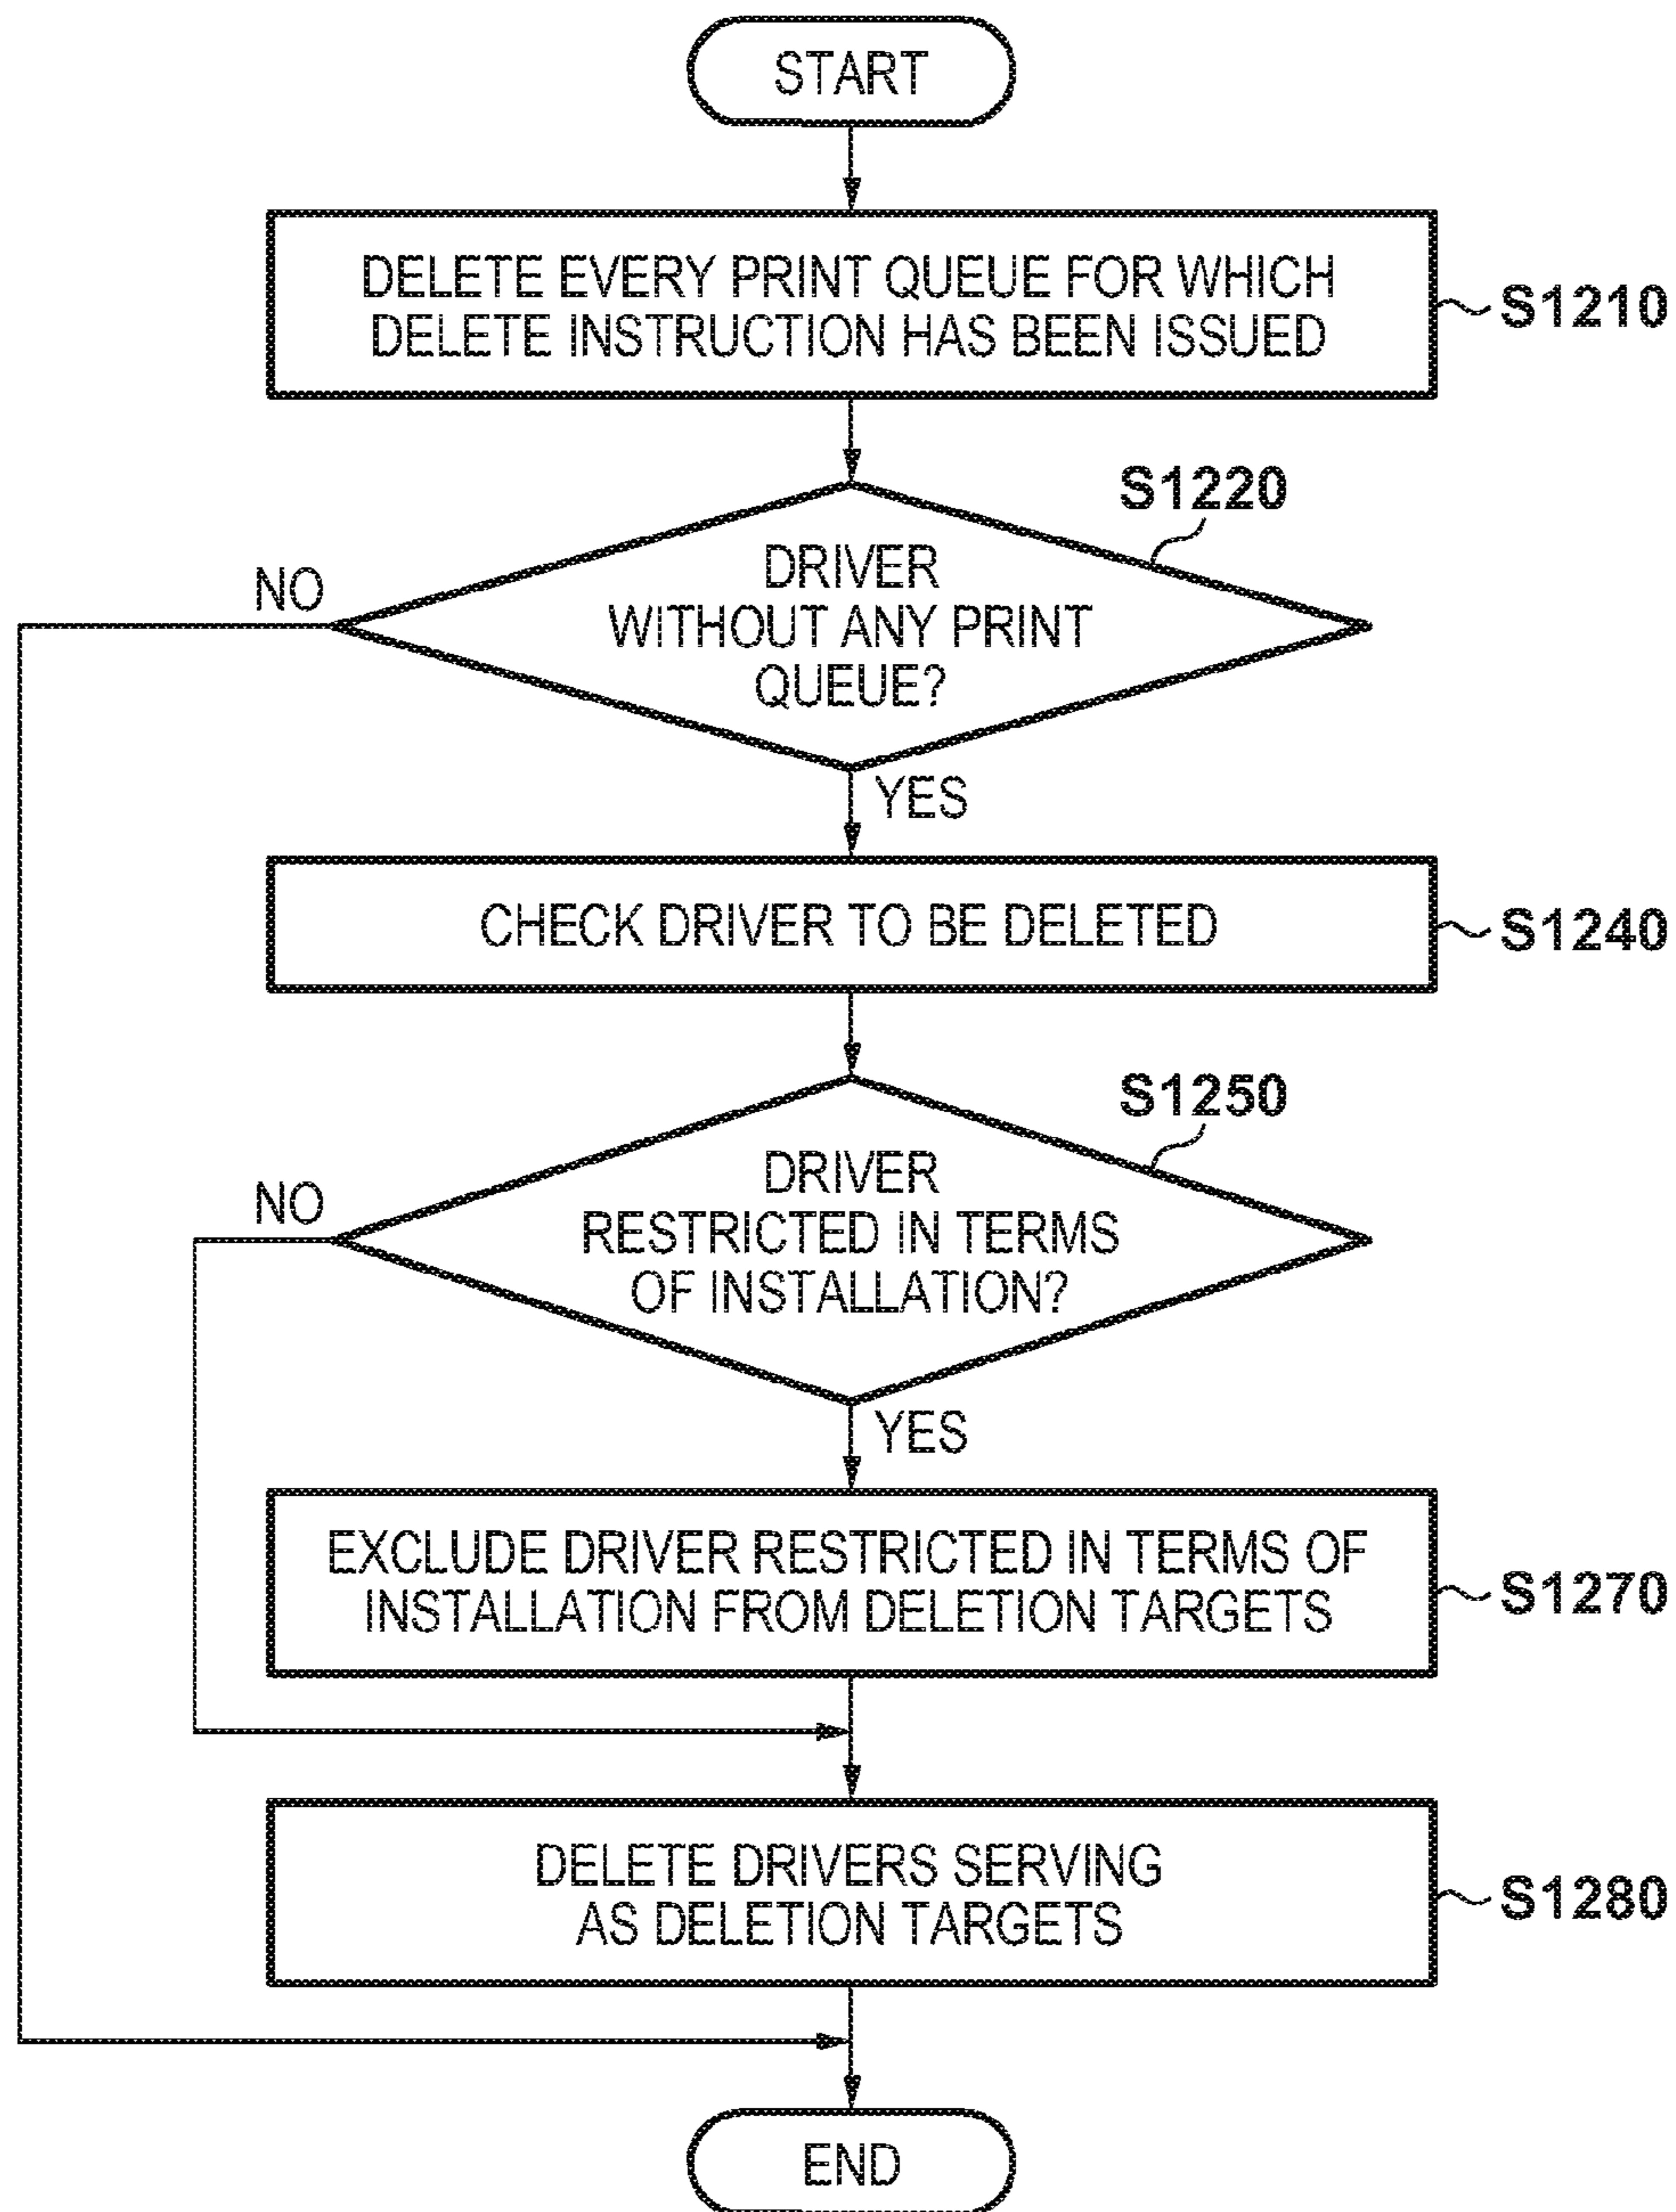 START
DELETE EVERY PRINT QUEUE FOR WHICH
DELETE INSTRUCTION HAS BEEN ISSUED
S1210
S1220
DRIVER
WITHOUT ANY PRINT
QUEUE?
NO
YES
CHECK DRIVER TO BE DELETED
S1240
S1250
DRIVER
RESTRICTED IN TERMS
OF INSTALLATION?
NO
YES
EXCLUDE DRIVER RESTRICTED IN TERMS OF
INSTALLATION FROM DELETION TARGETS
S1270
DELETE DRIVERS SERVING
AS DELETION TARGETS
S1280
END